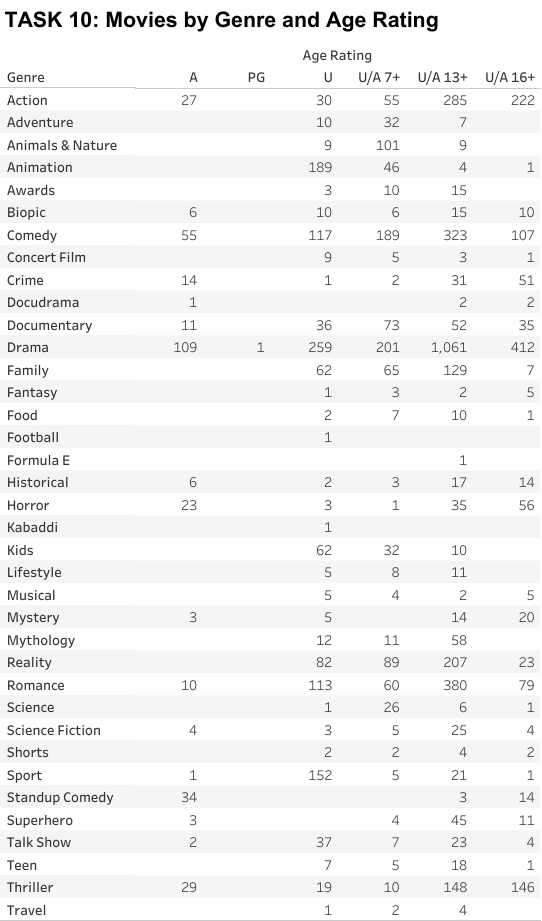 TASK 10: Movies by Genre and Age Rating
Age Rating
Genre A PG U U/A 7+ U/A 13+ U/A 16+
Action 27 30 55 285 222
Adventure 10 32 7
Animals & Nature 9 101 9
Animation 189 46 4 1
Awards 3 10 15
Biopic 6 10 6 15 10
Comedy 55 117 189 323 107
Concert Film 9 5 3 1
Crime 14 1 2 31 51
Docudrama 1 2 2
Documentary 11 36 73 52 35
Drama 109 1 259 201 1,061 412
Family 62 65 129 7
Fantasy 1 3 2 5
Food 2 7 10 1
Football 1
Formula E 1
Historical 6 2 3 17 14
Horror 23 3 1 35 56
Kabaddi 1
Kids 62 32 10
Lifestyle 5 8 11
Musical 5 4 2 5
Mystery 3 5 14 20
Mythology 12 11 58
Reality 82 89 207 23
Romance 10 113 60 380 79
Science 1 26 6 1
Science Fiction 4 3 5 25 4
Shorts 2 2 4 2
Sport 1 152 5 21 1
Standup Comedy 34 3 14
Superhero 3 4 45 11
Talk Show 2 37 7 23 4
Teen 7 5 18 1
Thriller 29 19 10 148 146
Travel 1 2 4